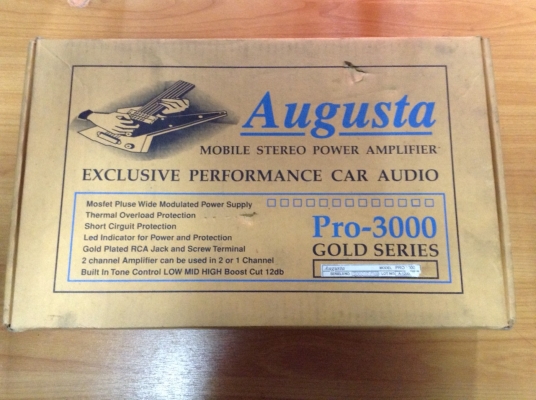 Augusta
MOBILE STEREO POWER AMPLIFIER
EXCLUSIVE PERFORMANCE CAR AUDIO
Mosfet Pluse Wide Modulated Power Supply
Thermal Overload Protection
Short Cirguit Protection
Led Indicator for Power and Protection
Gold Plated RCA Jack and Screw Terminal
2 channel Amplifier can be used in 2 or 1 Channel
Built In Tone Control LOW MID HIGH Boost Cut 12db
Pro-3000
GOLD SERIES
Augusta MODEL